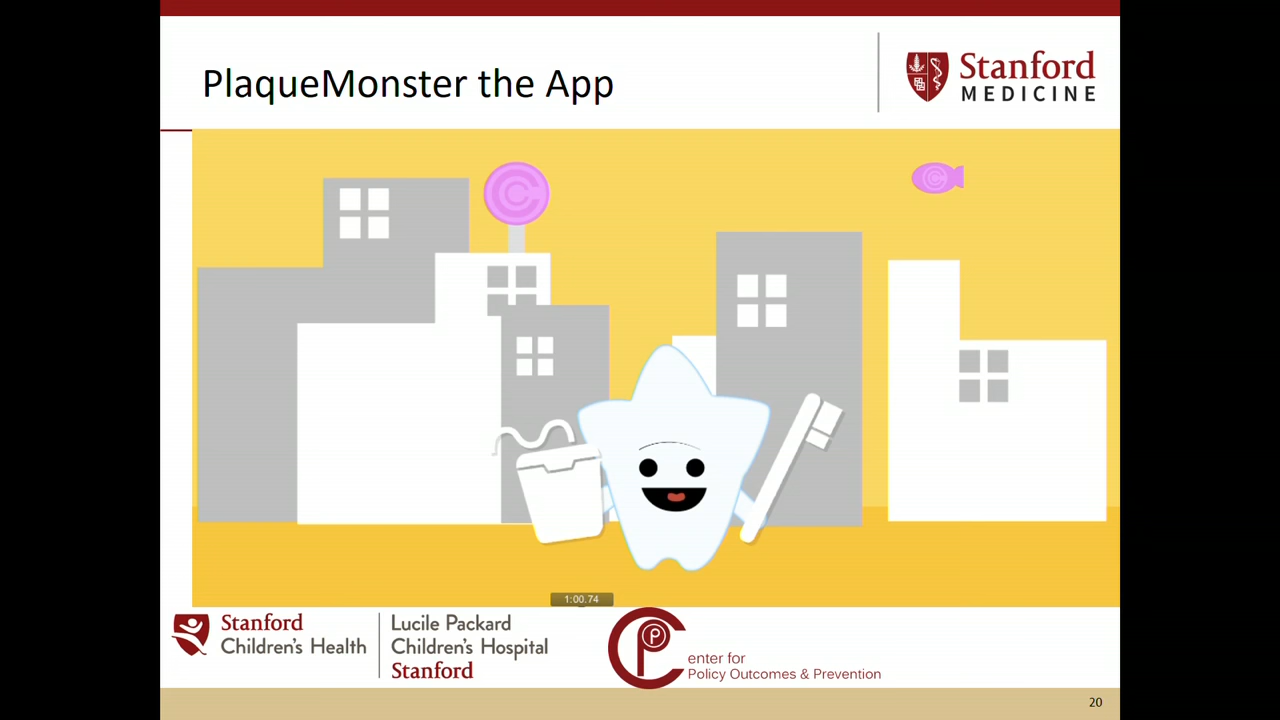 PlaqueMonster the App
Stanford
MEDICINE
1:00.74
Stanford
Children's Health
Lucile Packard
Children's Hospital
Stanford
CPP
enter for
Policy Outcomes & Prevention
20